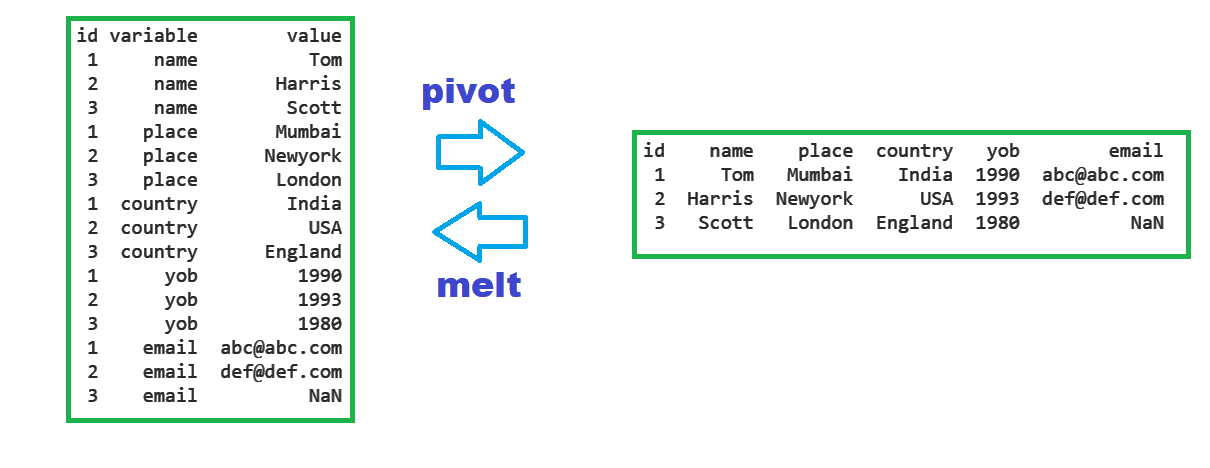 id variable value
1 name Tom
2 name Harris
3 name Scott
1 place Mumbai
2 place Newyork
3 place London
1 country India
2 country USA
3 country England
1 yob 1990
2 yob 1993
3 yob 1980
1 email abc@abc.com
2 email def@def.com
3 email NaN
pivot
melt
id name place country yob email
1 Tom Mumbai India 1990 abc@abc.com
2 Harris Newyork USA 1993 def@def.com
3 Scott London England 1980 NaN